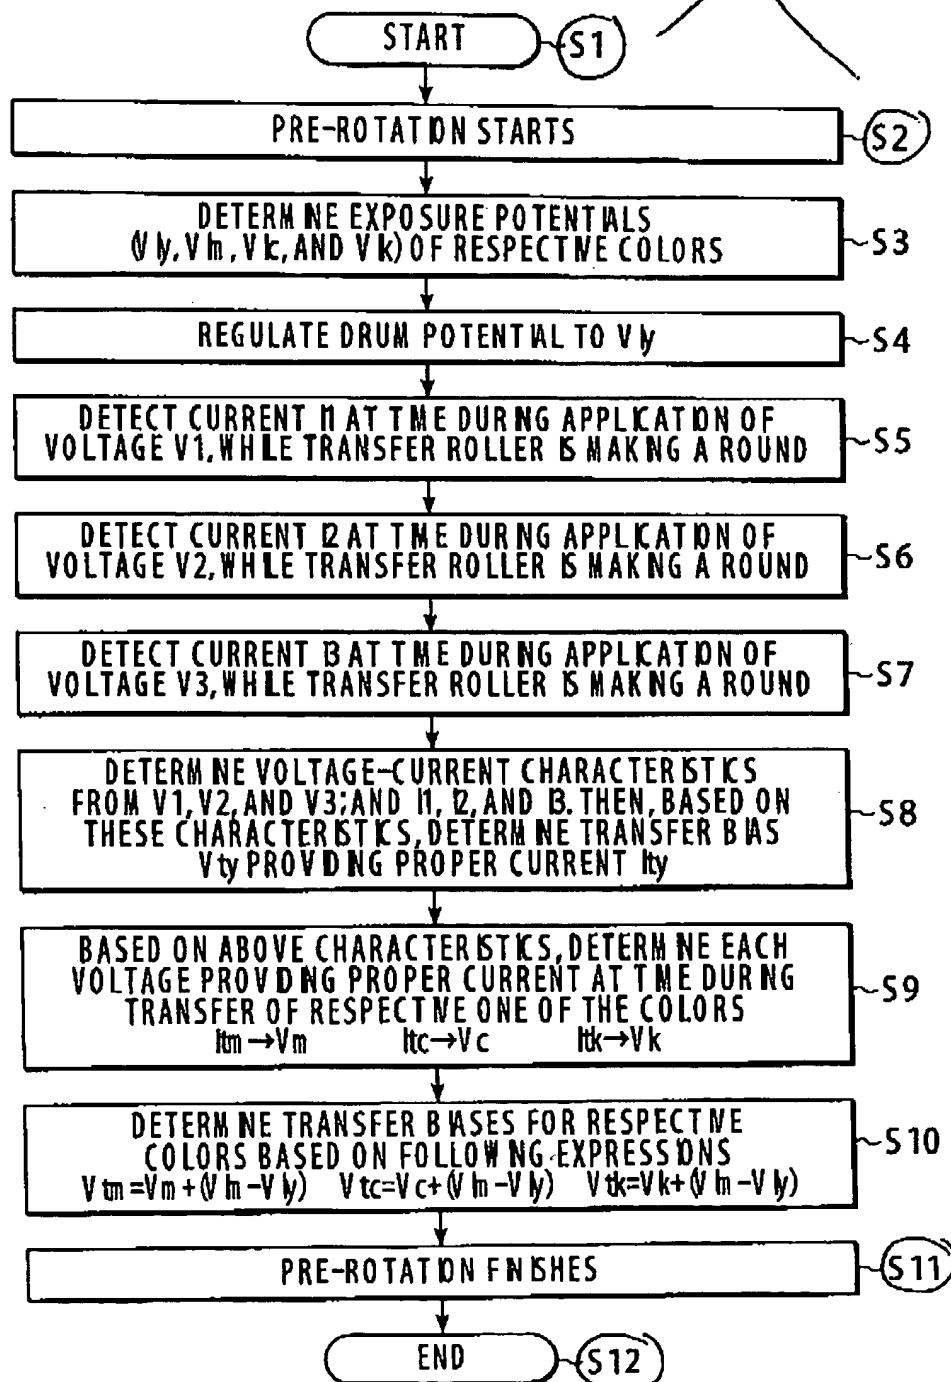 START S1
PRE-ROTATION STARTS S2
DETERMINE EXPOSURE POTENTIALS
(Vly, Vlm, Vlc, AND Vlk) OF RESPECTIVE COLORS S3
REGULATE DRUM POTENTIAL TO Vly S4
DETECT CURRENT I1 AT TIME DURING APPLICATION OF
VOLTAGE V1, WHILE TRANSFER ROLLER IS MAKING A ROUND S5
DETECT CURRENT I2 AT TIME DURING APPLICATION OF
VOLTAGE V2, WHILE TRANSFER ROLLER IS MAKING A ROUND S6
DETECT CURRENT I3 AT TIME DURING APPLICATION OF
VOLTAGE V3, WHILE TRANSFER ROLLER IS MAKING A ROUND S7
DETERMINE VOLTAGE-CURRENT CHARACTERISTICS
FROM V1, V2, AND V3; AND I1, I2, AND I3. THEN, BASED ON
THESE CHARACTERISTICS, DETERMINE TRANSFER BIAS S8
Vty PROVIDING PROPER CURRENT Ity
BASED ON ABOVE CHARACTERISTICS, DETERMINE EACH
VOLTAGE PROVIDING PROPER CURRENT AT TIME DURING S9
TRANSFER OF RESPECTIVE ONE OF THE COLORS
Itm→Vm Itc→Vc Itk→Vk
DETERMINE TRANSFER BIASES FOR RESPECTIVE S10
COLORS BASED ON FOLLOWING EXPRESSIONS
Vtm=Vm+(Vlm-Vly) Vtc=Vc+(Vlm-Vly) Vtk=Vk+(Vlm-Vly)
PRE-ROTATION FINISHES S11
END S12